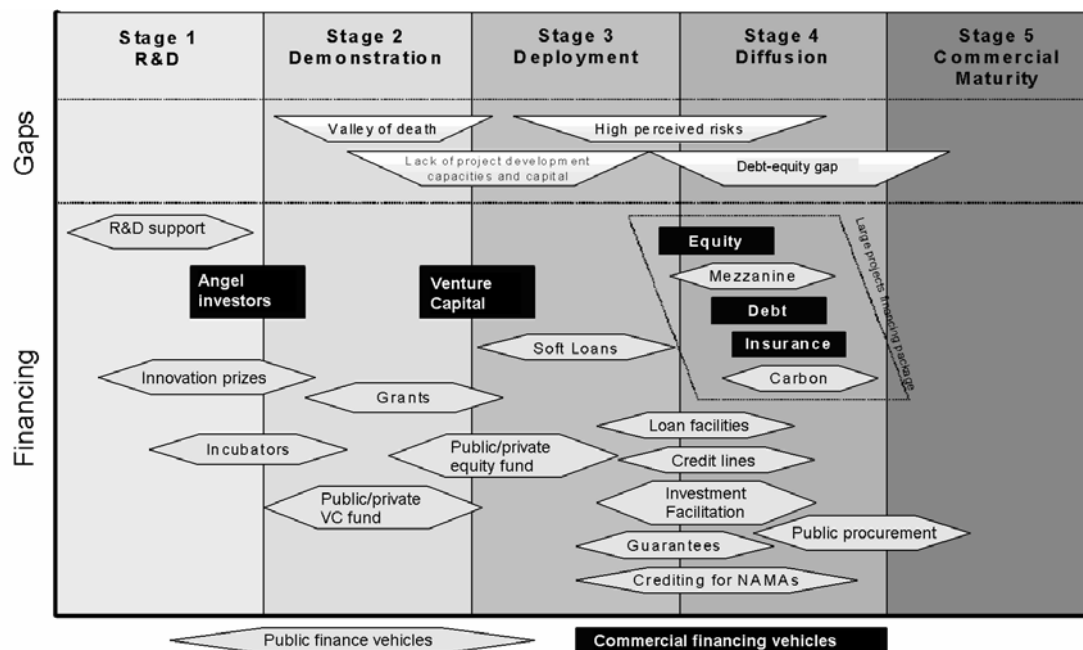 Stage 1
R&D
Stage 2
Demonstration
Stage 3
Deployment
Stage 4
Diffusion
Stage 5
Commercial
Maturity
Gaps
Valley of death
High perceived risks
Lack of project development
capacities and capital
Debt-equity gap
Financing
R&D support
Equity
Mezzanine
Angel
investors
Venture
Capital
Debt
Insurance
Soft Loans
Carbon
Large projects financing package
Innovation prizes
Grants
Loan facilities
Incubators
Public/private
equity fund
Credit lines
Public/private
VC fund
Investment
Facilitation
Public procurement
Guarantees
Crediting for NAMAs
Public finance vehicles
Commercial financing vehicles